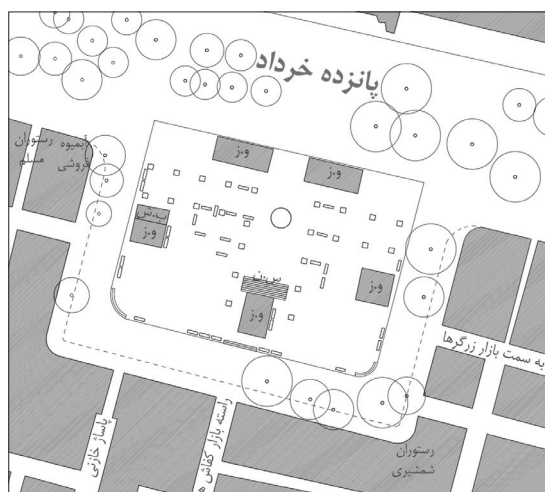 پانزده خرداد
رستوران
مسلم
آبمیوه
فروشی
و.ز
و.ز
ب.س
و.ز
س.ن
و.ز
و.ز
به سمت بازار زرگرها
پاساژ خازنی
راسته بازار کفاش ه
رستوران
شمشیری